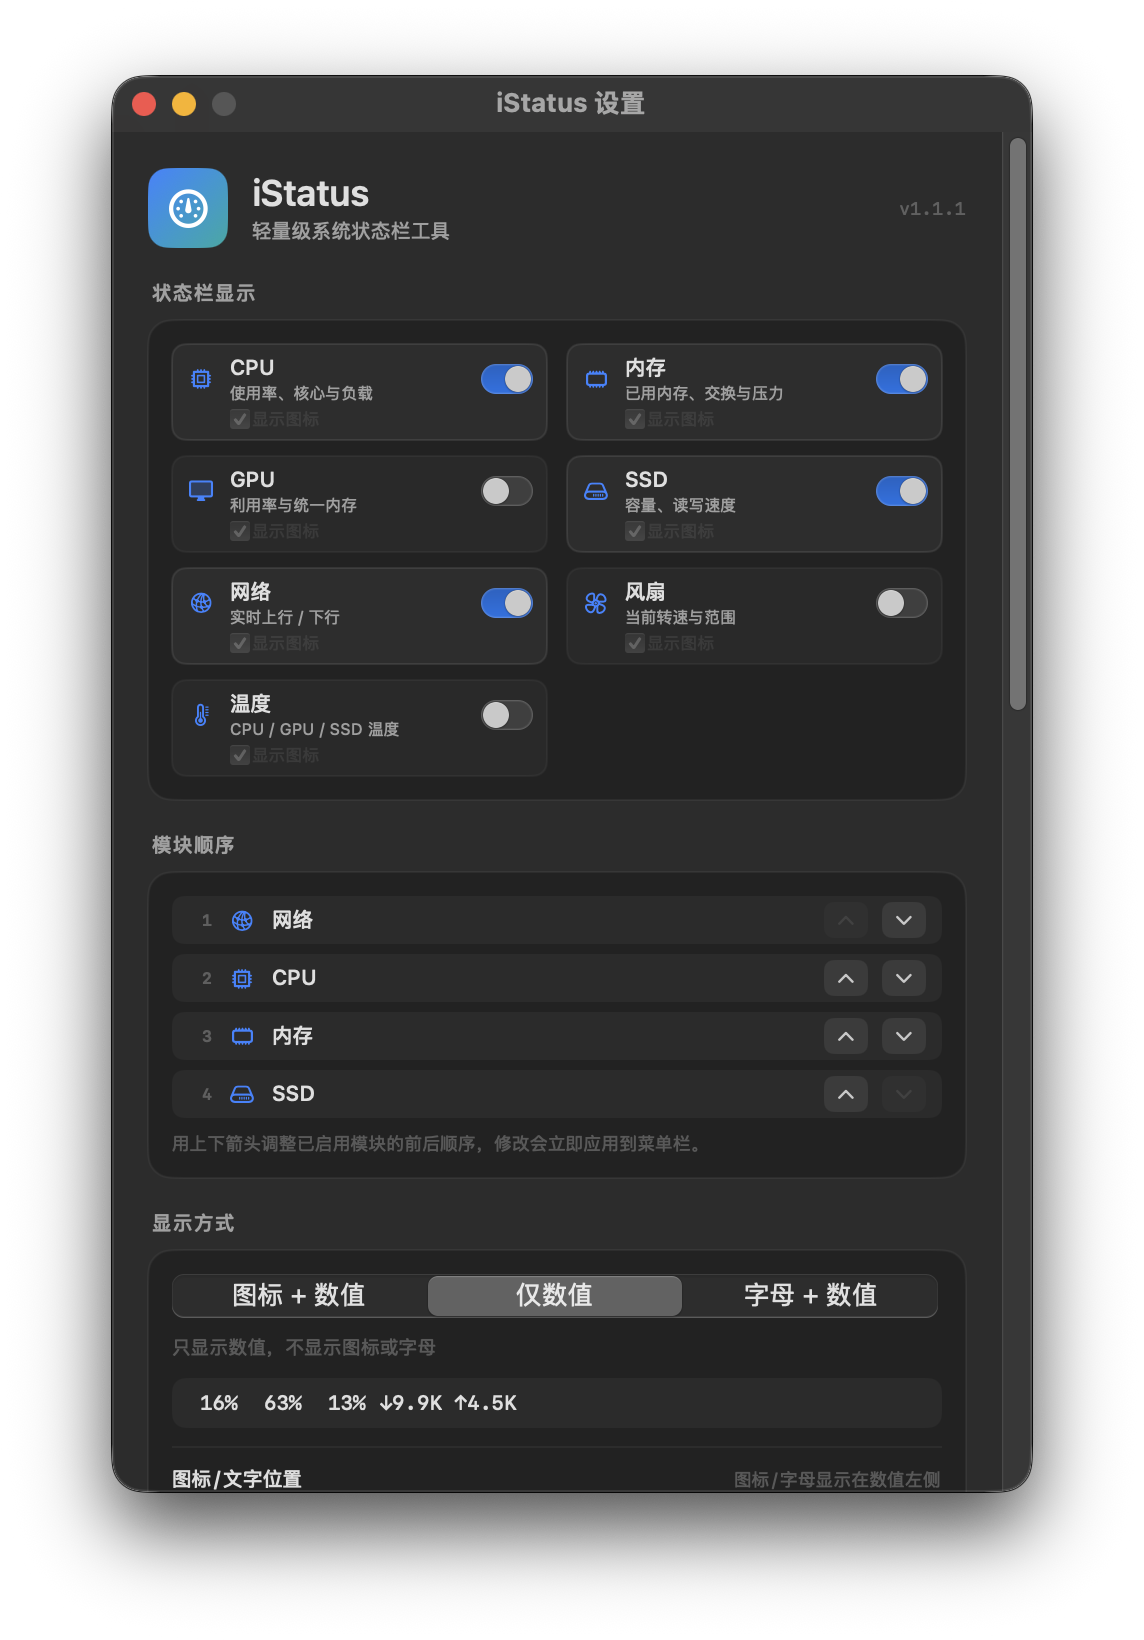 iStatus 设置
iStatus
轻量级系统状态栏工具
v1.1.1
状态栏显示
CPU
使用率、核心与负载
显示图标
内存
已用内存、交换与压力
显示图标
GPU
利用率与统一内存
显示图标
SSD
容量、读写速度
显示图标
网络
实时上行 / 下行
显示图标
风扇
当前转速与范围
显示图标
温度
CPU / GPU / SSD 温度
显示图标
模块顺序
1 网络
2 CPU
3 内存
4 SSD
用上下箭头调整已启用模块的前后顺序，修改会立即应用到菜单栏。
显示方式
图标 + 数值 仅数值 字母 + 数值
只显示数值，不显示图标或字母
16% 63% 13% ↓9.9K ↑4.5K
图标/文字位置 图标/字母显示在数值左侧